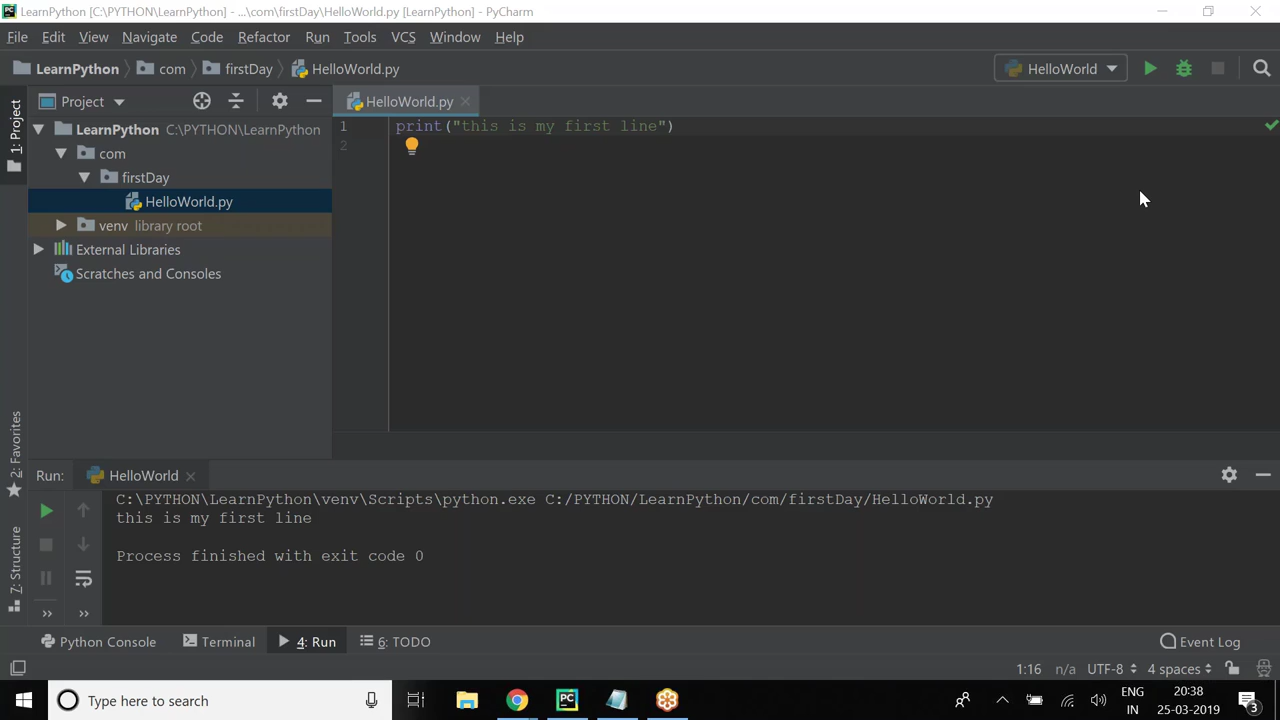 LearnPython [C:\PYTHON\LearnPython] - ...\com\firstDay\HelloWorld.py [LearnPython] - PyCharm
File Edit View Navigate Code Refactor Run Tools VCS Window Help
LearnPython com firstDay HelloWorld.py HelloWorld
1: Project
Project HelloWorld.py
LearnPython C:\PYTHON\LearnPython
com
firstDay
HelloWorld.py
venv library root
External Libraries
Scratches and Consoles
1 print("this is my first line")
2
2: Favorites
7: Structure
Run: HelloWorld
C:\PYTHON\LearnPython\venv\Scripts\python.exe C:/PYTHON/LearnPython/com/firstDay/HelloWorld.py
this is my first line
Process finished with exit code 0
Python Console Terminal 4: Run 6: TODO Event Log
1:16 n/a UTF-8 4 spaces
Type here to search
ENG 20:38
IN 25-03-2019 3